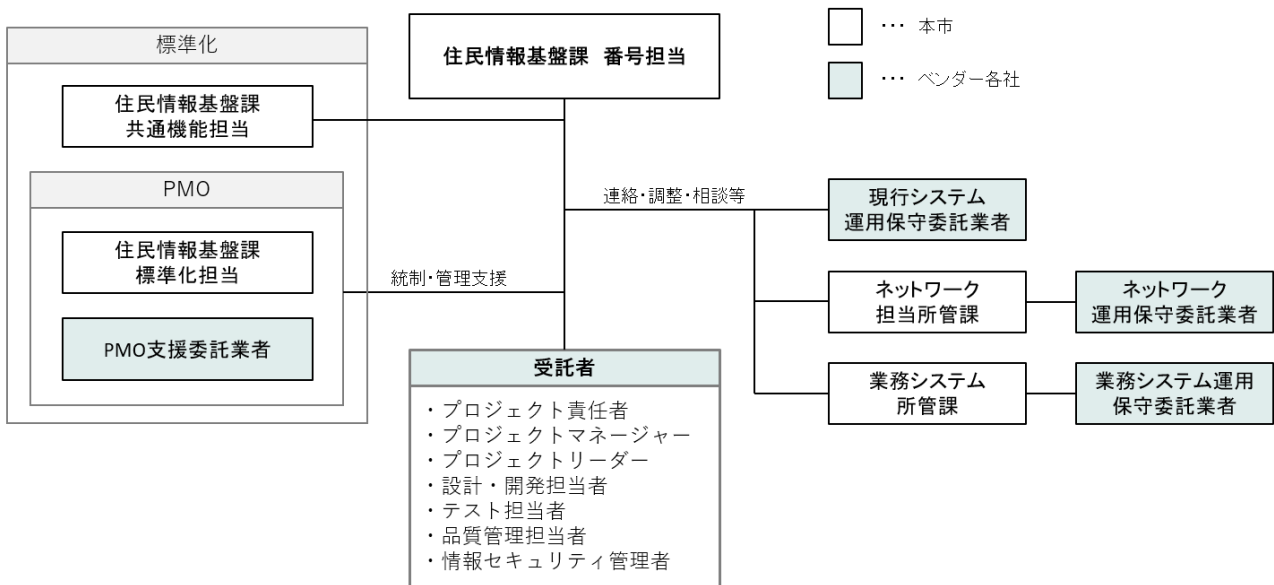 標準化
住民情報基盤課
共通機能担当
PMO
住民情報基盤課
標準化担当
PMO支援委託業者
住民情報基盤課 番号担当
… 本市
… ベンダー各社
連絡・調整・相談等
統制・管理支援
現行システム
運用保守委託業者
ネットワーク
担当所管課
ネットワーク
運用保守委託業者
業務システム
所管課
業務システム運用
保守委託業者
受託者
・プロジェクト責任者
・プロジェクトマネージャー
・プロジェクトリーダー
・設計・開発担当者
・テスト担当者
・品質管理担当者
・情報セキュリティ管理者